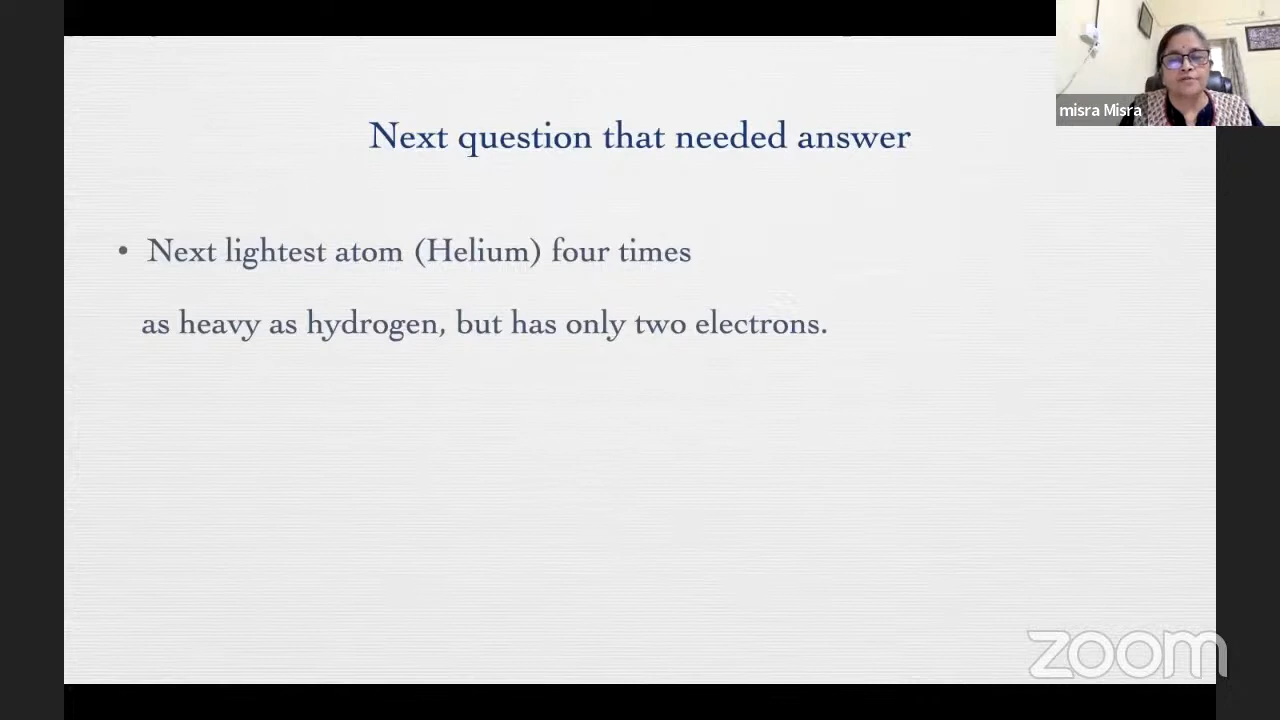 Next question that needed answer
misra Misra
• Next lightest atom (Helium) four times
as heavy as hydrogen, but has only two electrons.
zoom